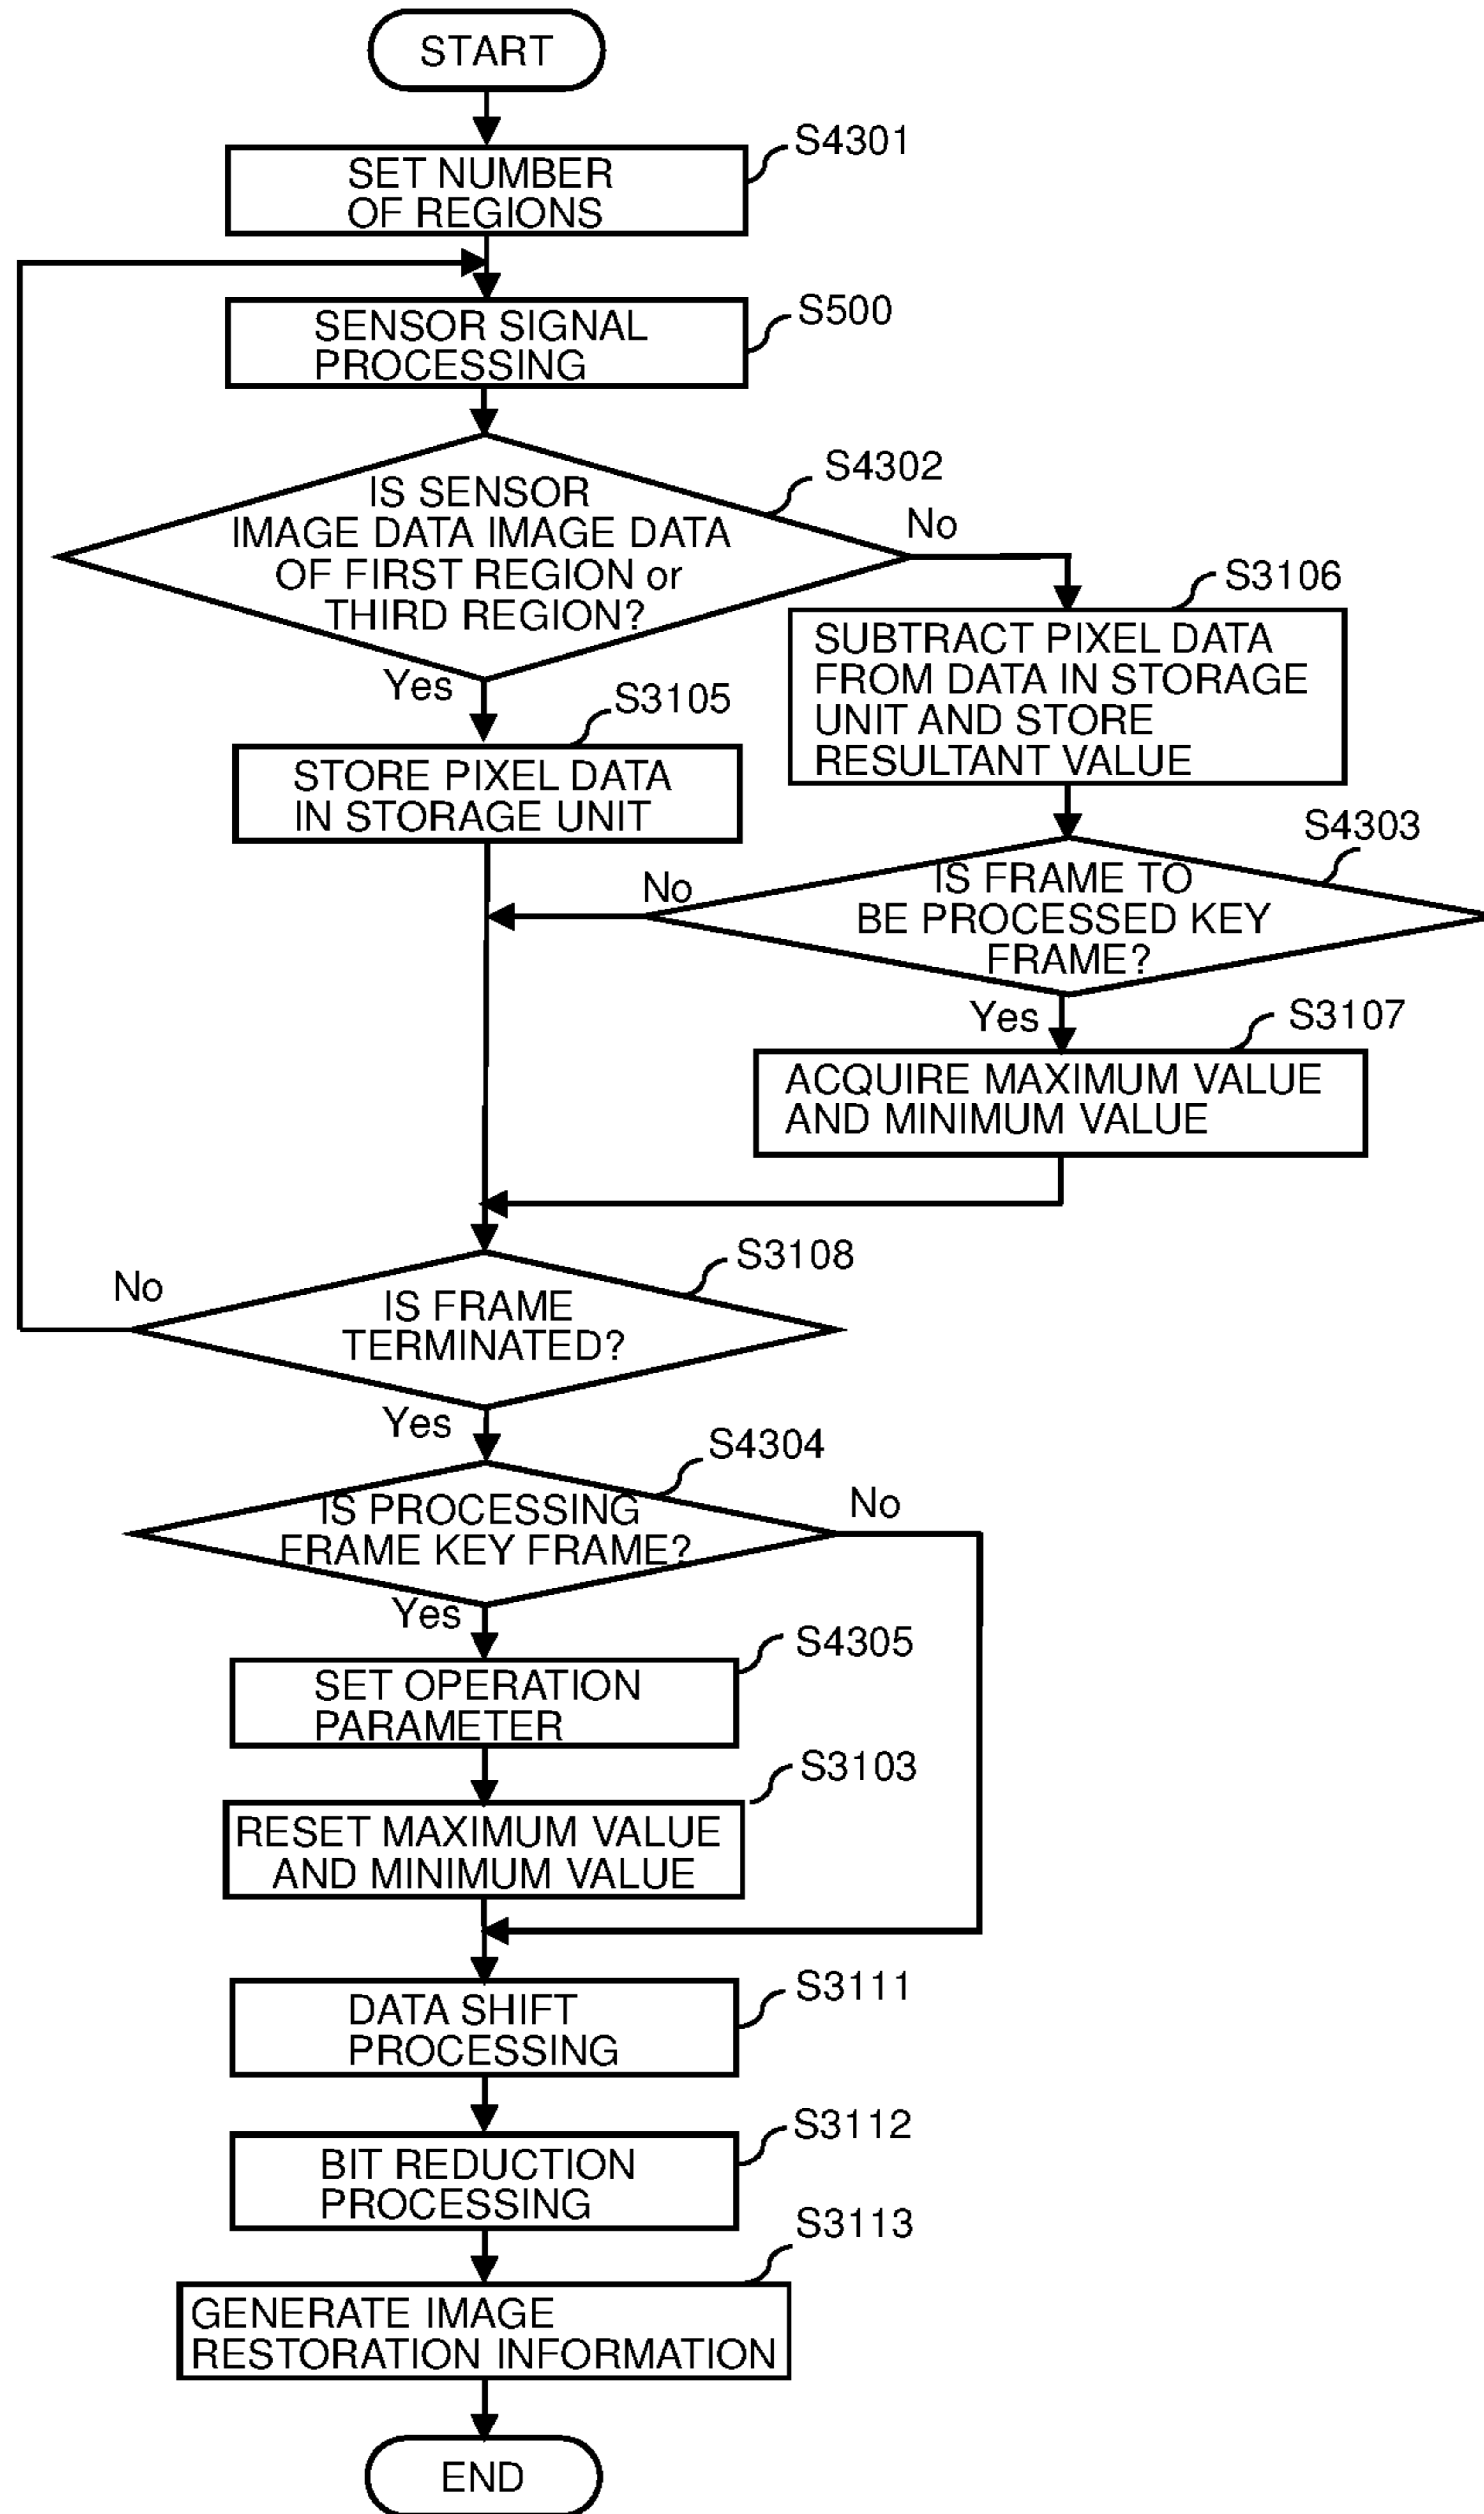 START
S4301
SET NUMBER
OF REGIONS
S500
SENSOR SIGNAL
PROCESSING
S4302
IS SENSOR
IMAGE DATA IMAGE DATA
OF FIRST REGION or
THIRD REGION?
No
Yes
S3106
SUBTRACT PIXEL DATA
FROM DATA IN STORAGE
UNIT AND STORE
RESULTANT VALUE
S3105
STORE PIXEL DATA
IN STORAGE UNIT
S4303
IS FRAME TO
BE PROCESSED KEY
FRAME?
No
Yes
S3107
ACQUIRE MAXIMUM VALUE
AND MINIMUM VALUE
S3108
No
IS FRAME
TERMINATED?
Yes
S4304
IS PROCESSING
FRAME KEY FRAME?
No
Yes
S4305
SET OPERATION
PARAMETER
S3103
RESET MAXIMUM VALUE
AND MINIMUM VALUE
S3111
DATA SHIFT
PROCESSING
S3112
BIT REDUCTION
PROCESSING
S3113
GENERATE IMAGE
RESTORATION INFORMATION
END